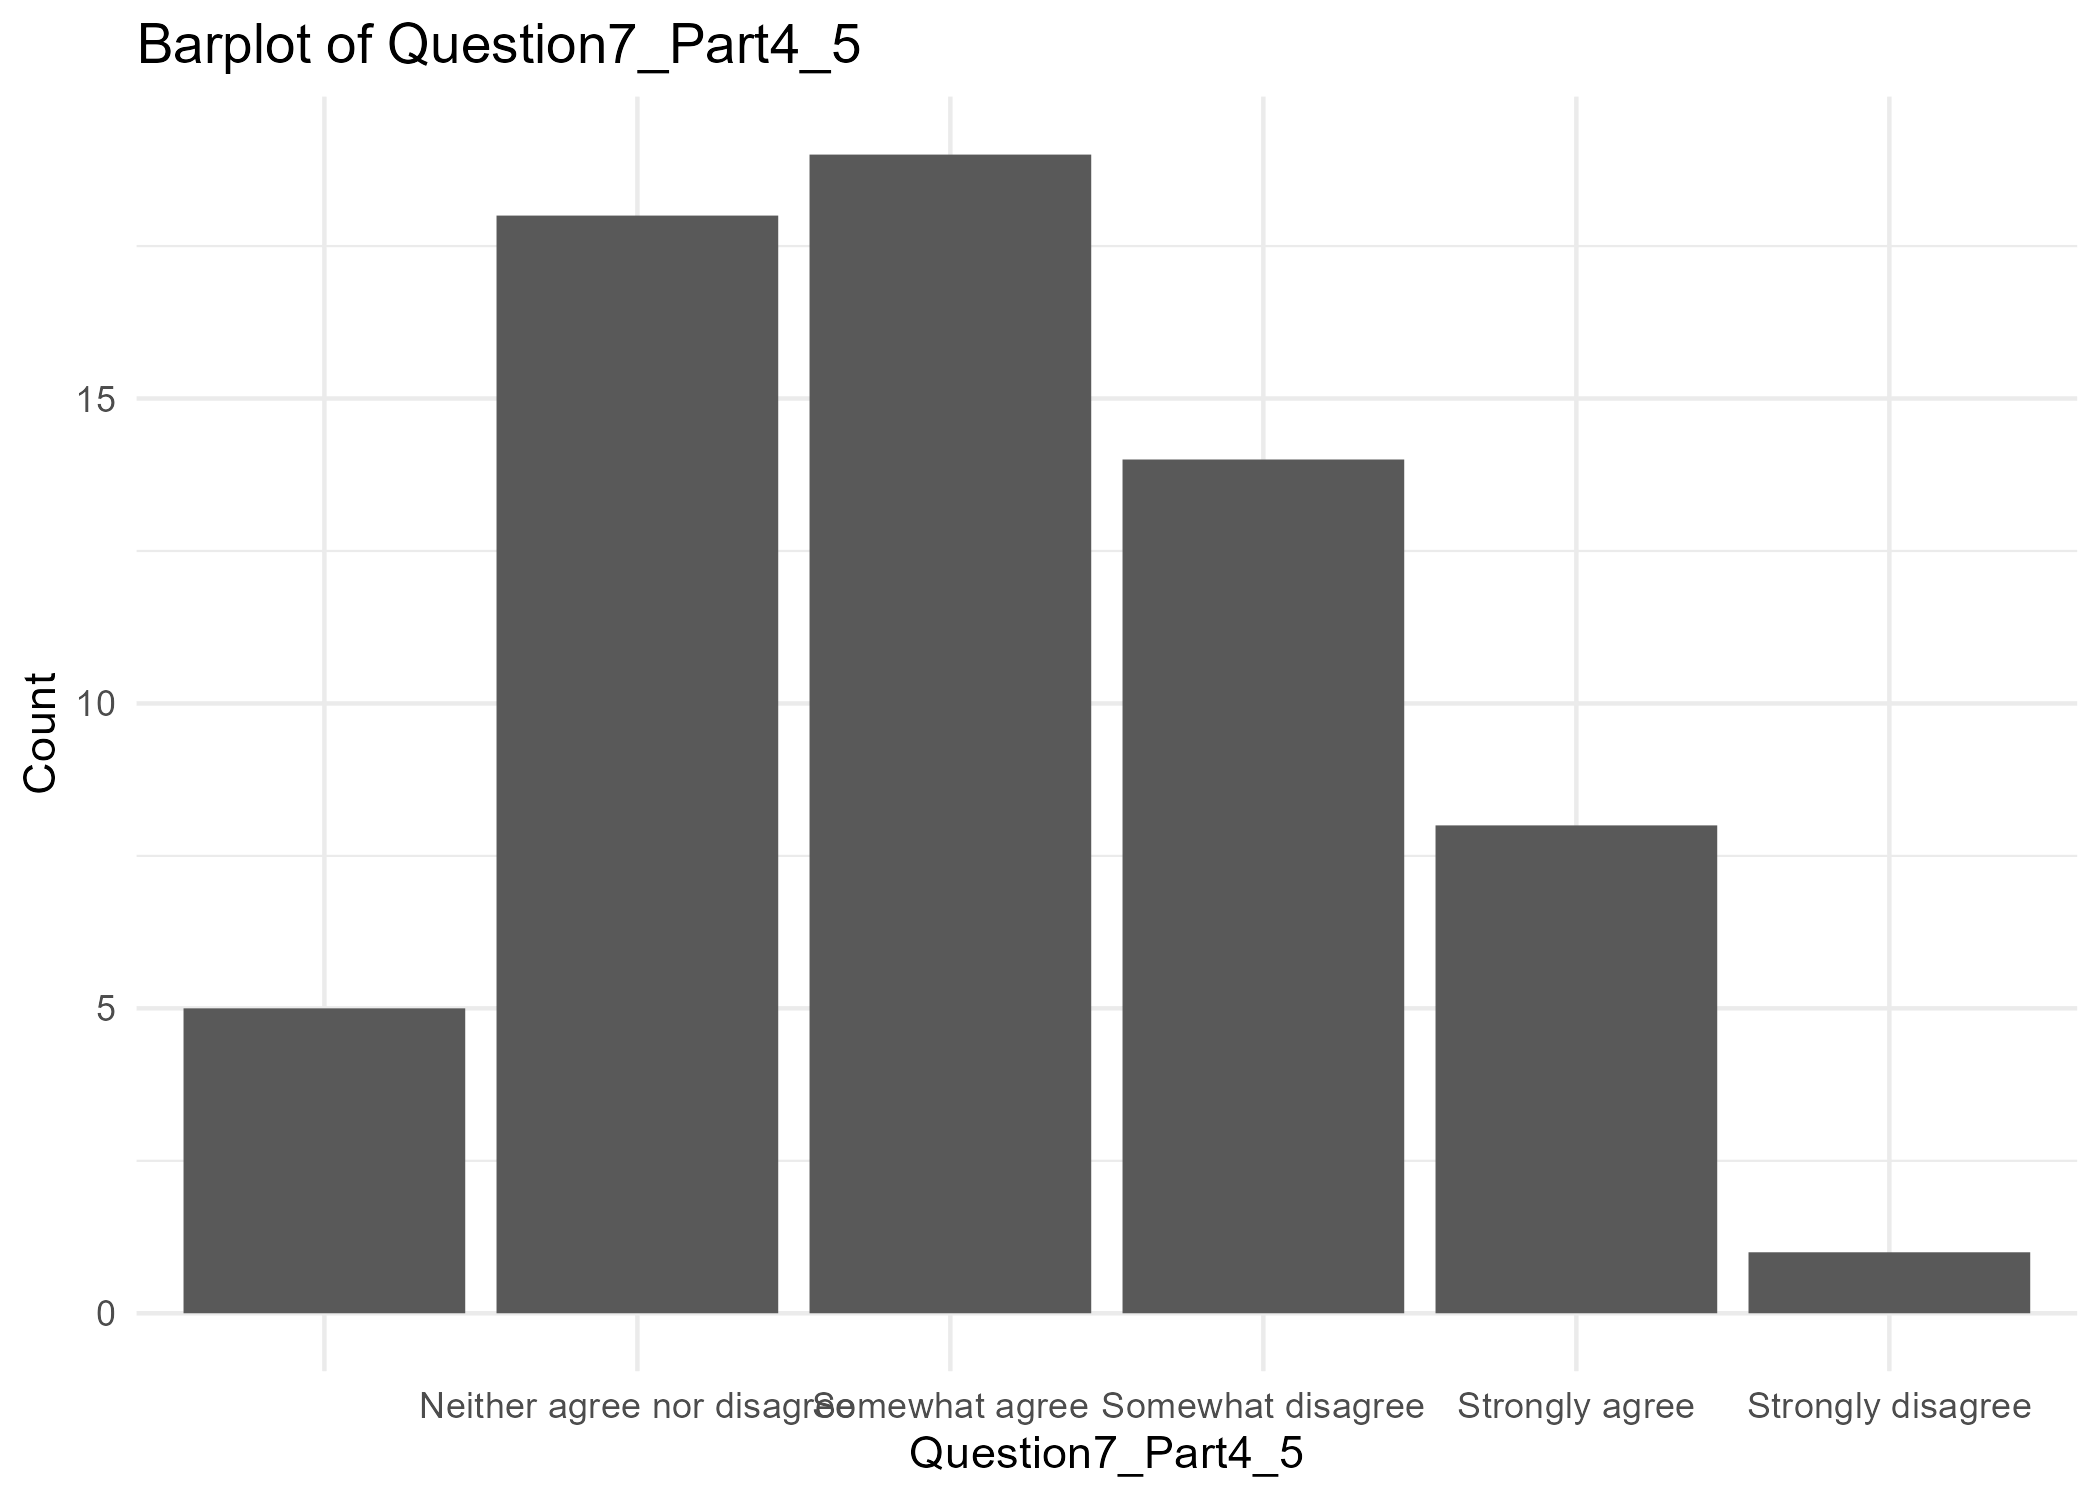 Barplot of Question7_Part4_5
Count
15
10
5
0
Neither agree nor disagree Somewhat agree Somewhat disagree Strongly agree Strongly disagree
Question7_Part4_5